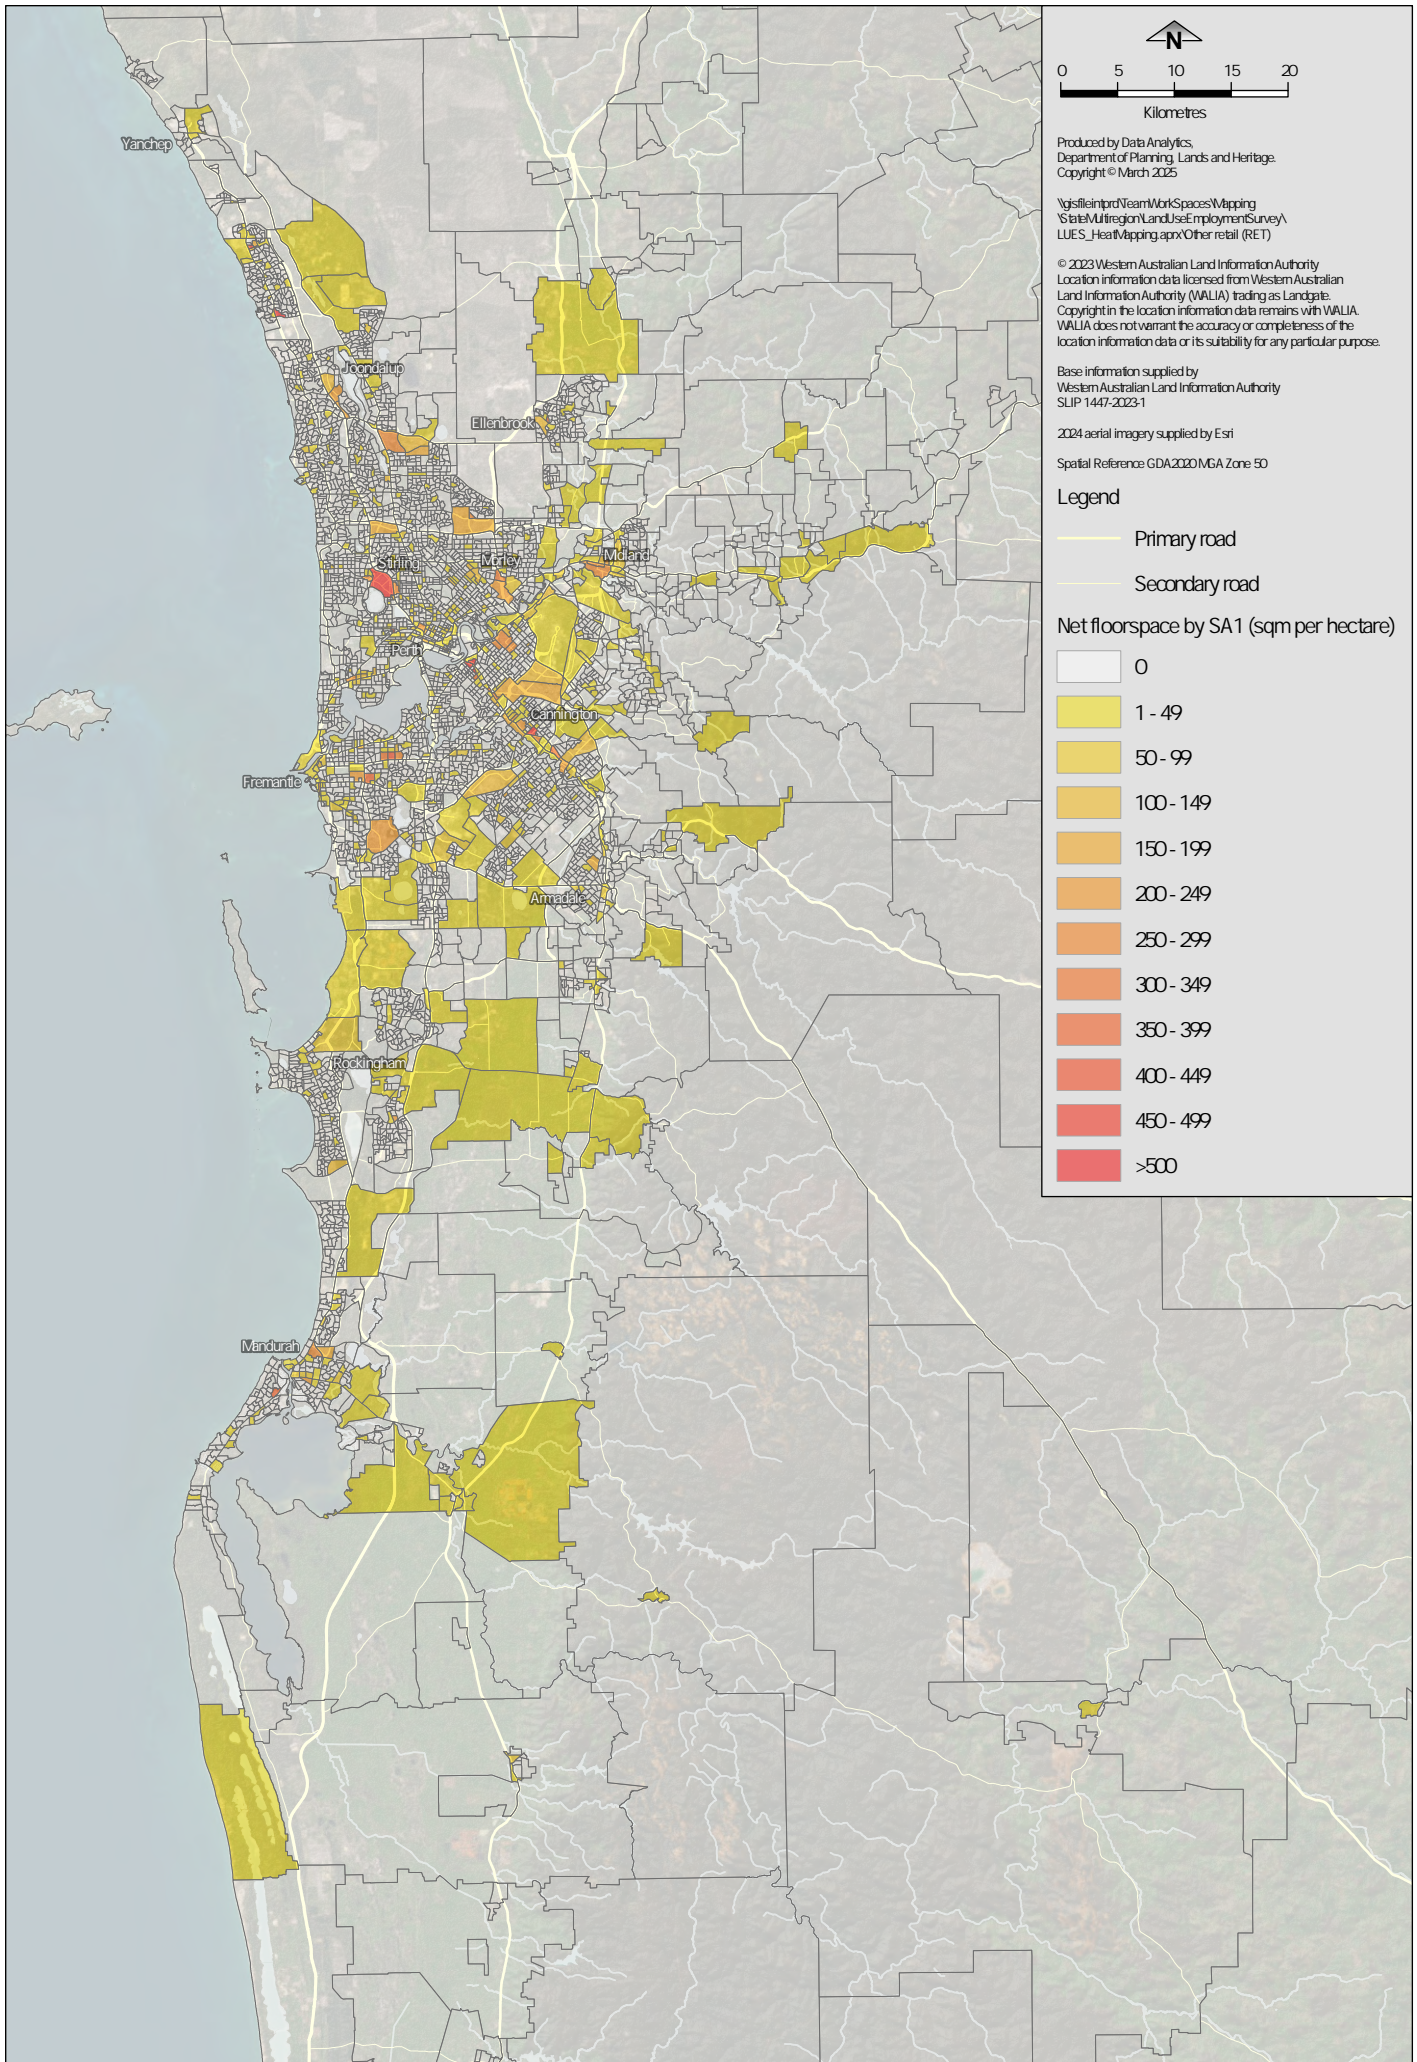 N
0 5 10 15 20
Kilometres
Produced by Data Analytics,
Department of Planning, Lands and Heritage.
Copyright © March 2025
\\gisfileintprd\TeamWorkSpaces\Mapping
\StateMultiregion\LandUseEmploymentSurvey\
LUES_HeatMapping.aprx\Other retail (RET)
© 2023 Western Australian Land Information Authority
Location information data licensed from Western Australian
Land Information Authority (WALIA) trading as Landgate.
Copyright in the location information data remains with WALIA.
WALIA does not warrant the accuracy or completeness of the
location information data or its suitability for any particular purpose.
Base information supplied by
Western Australian Land Information Authority
SLIP 1447-2023-1
2024 aerial imagery supplied by Esri
Spatial Reference GDA2020 MGA Zone 50
Legend
Primary road
Secondary road
Net floorspace by SA1 (sqm per hectare)
0
1 - 49
50 - 99
100 - 149
150 - 199
200 - 249
250 - 299
300 - 349
350 - 399
400 - 449
450 - 499
>500
Yanchep
Joondalup
Ellenbrook
Stirling
Morley
Midland
Perth
Cannington
Fremantle
Armadale
Rockingham
Mandurah